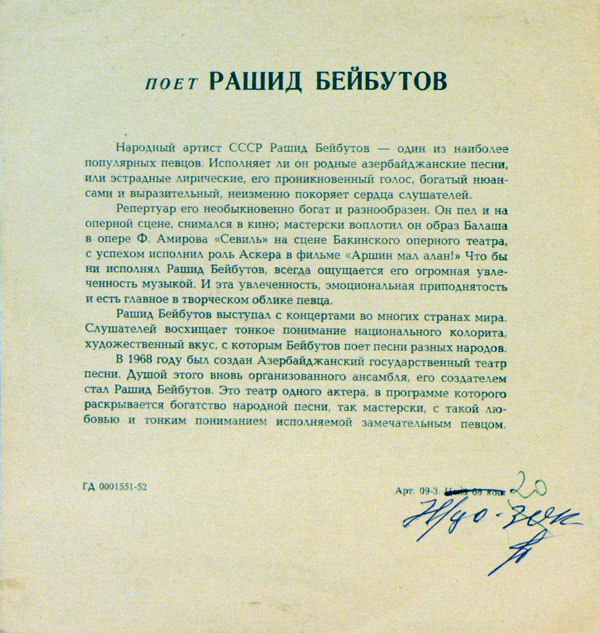 ПОЕТ РАШИД БЕЙБУТОВ
Народный артист СССР Рашид Бейбутов — один из наиболее
популярных певцов. Исполняет ли он родные азербайджанские песни,
или эстрадные лирические, его проникновенный голос, богатый нюан-
сами и выразительный, неизменно покоряет сердца слушателей.
Репертуар его необыкновенно богат и разнообразен. Он пел и на
оперной сцене, снимался в кино; мастерски воплотил он образ Балаша
в опере Ф. Амирова «Севиль» на сцене Бакинского оперного театра,
с успехом исполнил роль Аскера в фильме «Аршин мал алан!» Что бы
ни исполнял Рашид Бейбутов, всегда ощущается его огромная увле-
ченность музыкой. И эта увлеченность, эмоциональная приподнятость
и есть главное в творческом облике певца.
Рашид Бейбутов выступал с концертами во многих странах мира.
Слушателей восхищает тонкое понимание национального колорита,
художественный вкус, с которым Бейбутов поет песни разных народов.
В 1968 году был создан Азербайджанский государственный театр
песни. Душой этого вновь организованного ансамбля, его создателем
стал Рашид Бейбутов. Это театр одного актера, в программе которого
раскрывается богатство народной песни, так мастерски, с такой лю-
бовью и тонким пониманием исполняемой замечательным певцом.
ГД 0001551-52
Арт. 09-3. 20